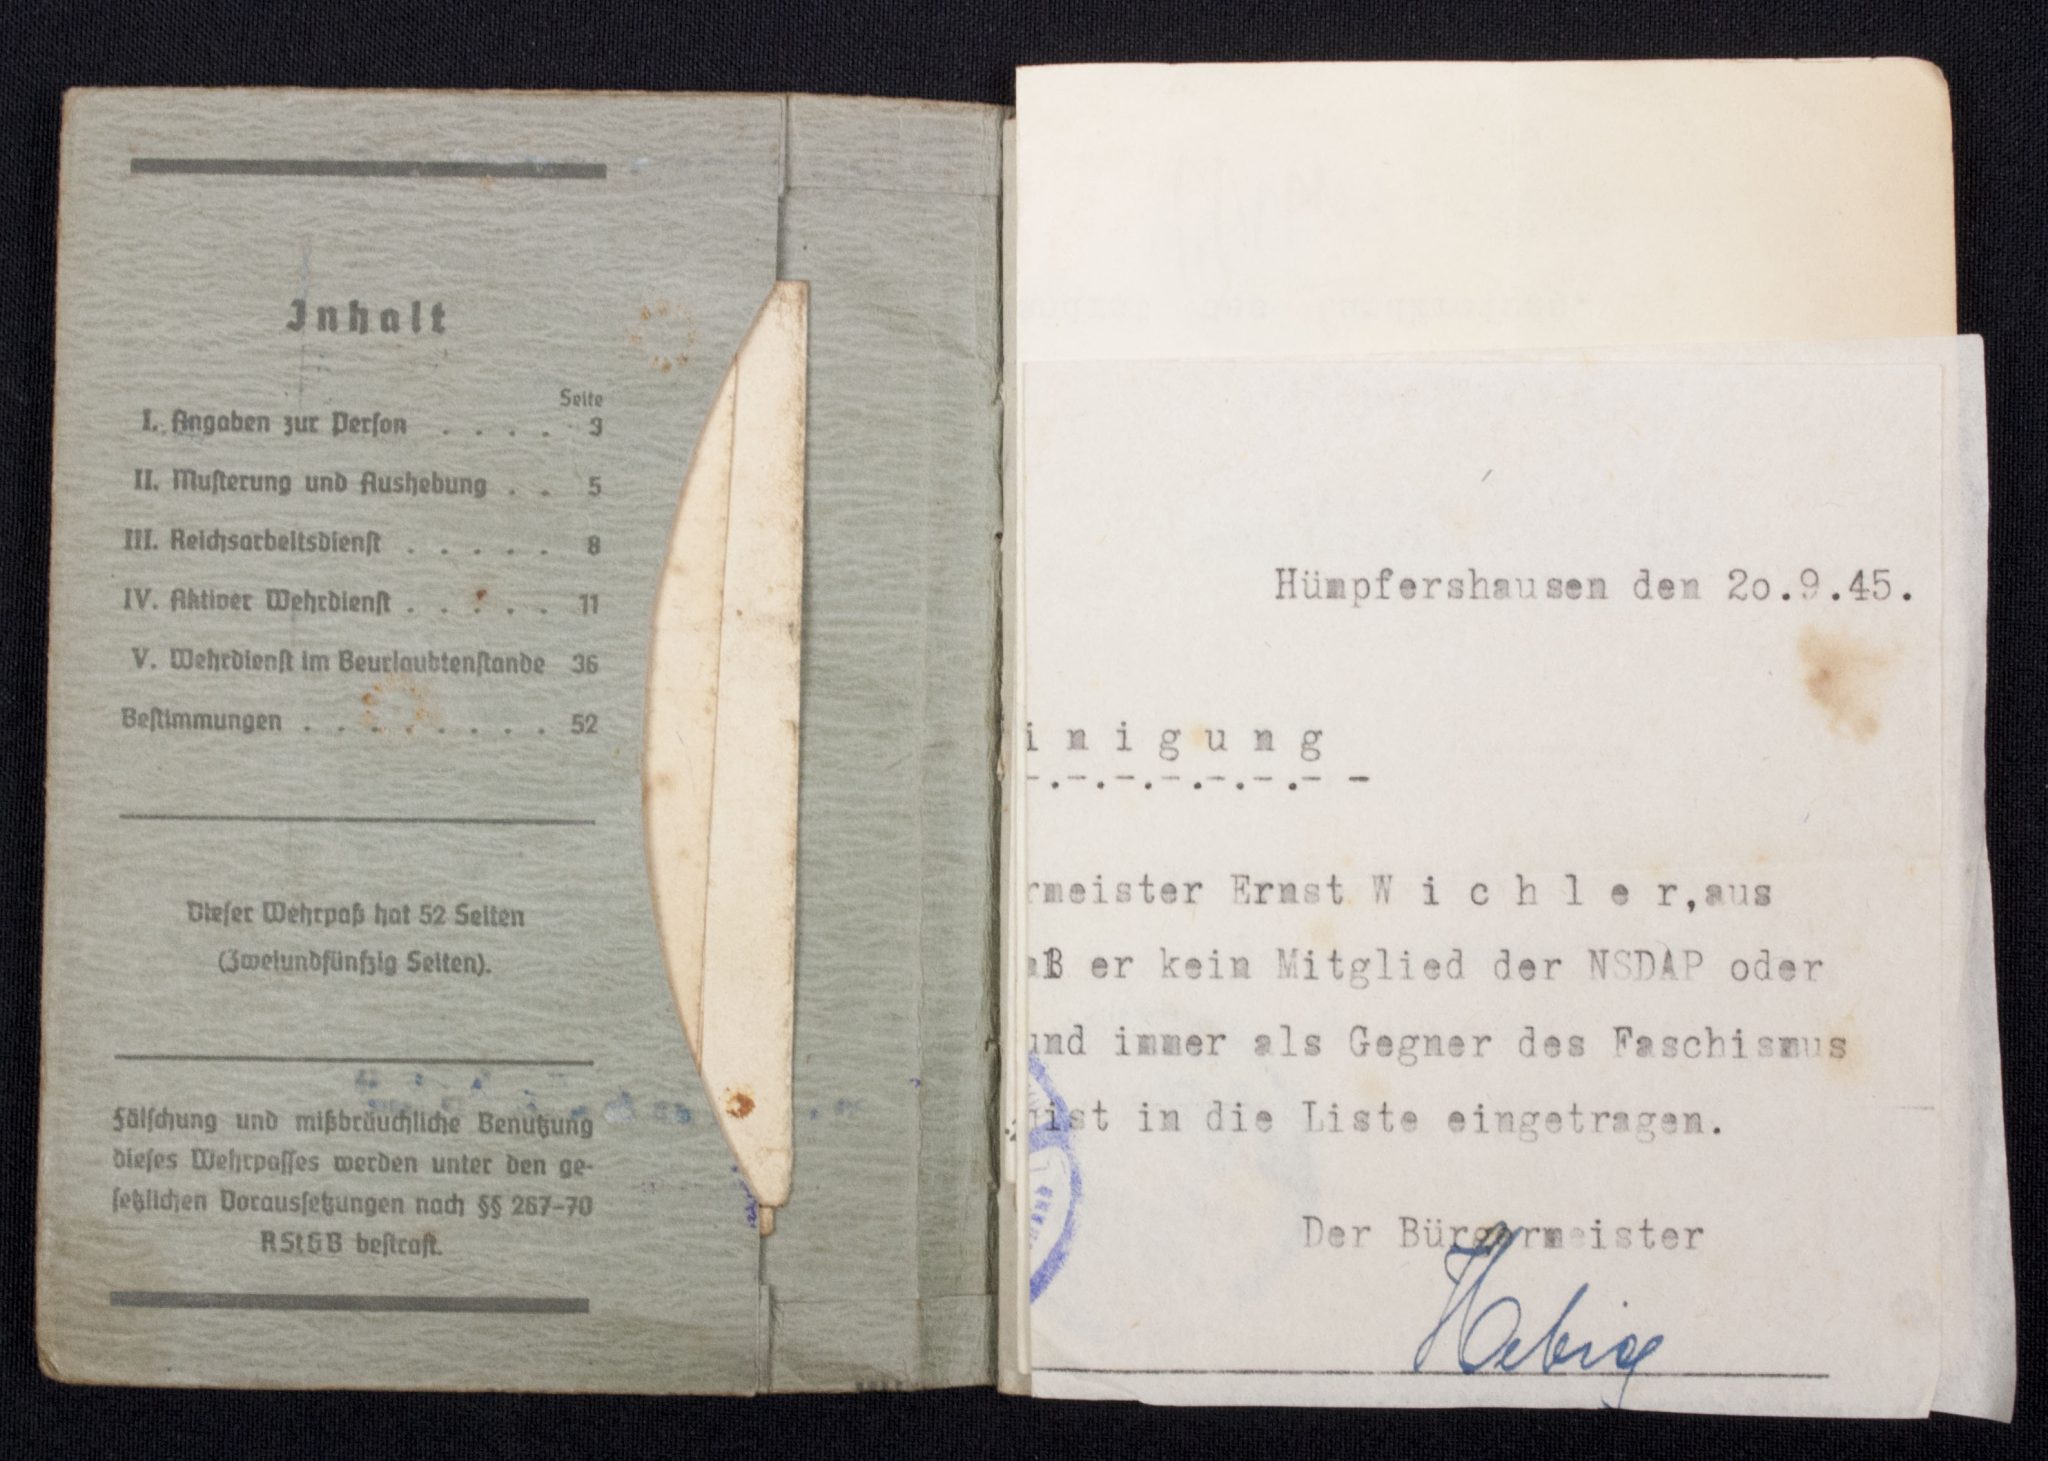 Inhalt
Seite
I. Angaben zur Person . . . . 3
II. Musterung und Aushebung . . 5
III. Reichsarbeitsdienst . . . . . 8
IV. Aktiver Wehrdienst . . . . . 11
V. Wehrdienst im Beurlaubtenstande 36
Bestimmungen . . . . . . . . 52
Dieser Wehrpaß hat 52 Seiten
(Zweiundfünfzig Seiten).
Fälschung und mißbräuchliche Benutzung
dieses Wehrpasses werden unter den ge-
setzlichen Voraussetzungen nach §§ 267-70
RStGB bestraft.
Hümpfershausen den 2o.9.45.
i n i g u n g
-.-.-.-.-.-.- -
rmeister Ernst W i c h l e r,aus
aß er kein Mitglied der NSDAP oder
und immer als Gegner des Faschismus
ist in die Liste eingetragen.
Der Bürgermeister
Hebig